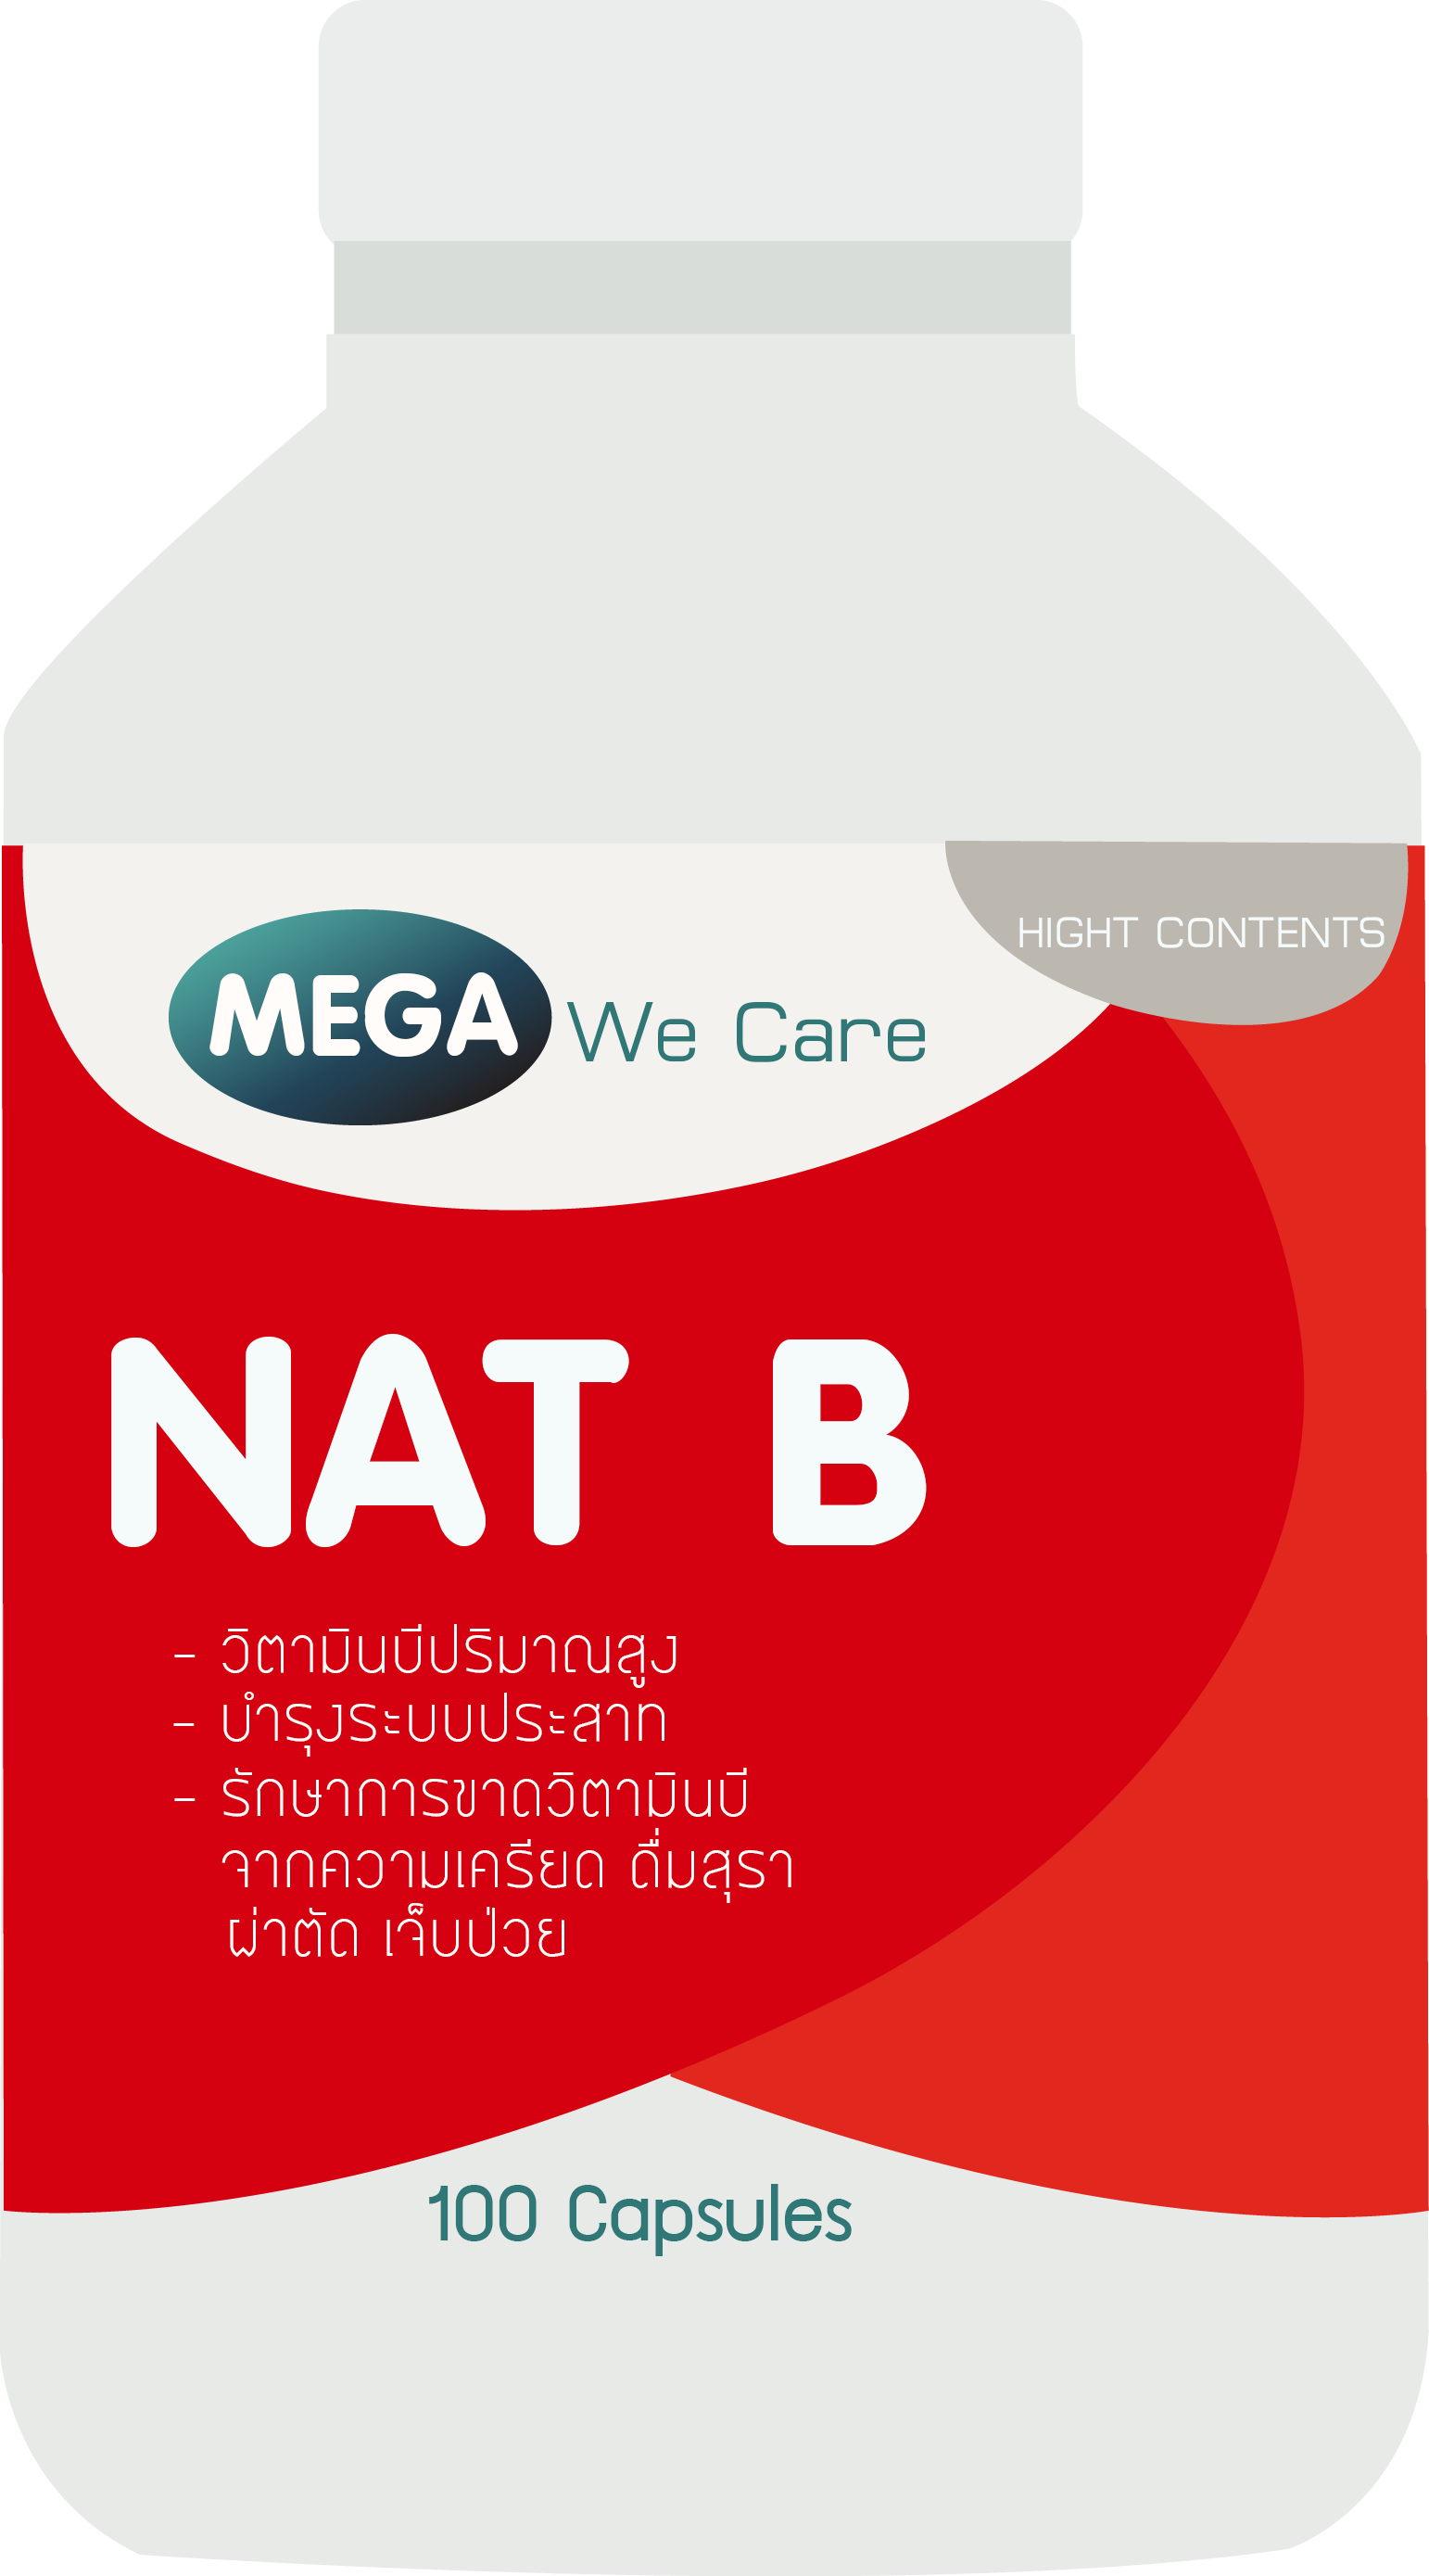 HIGHT CONTENTS
MEGA We Care
NAT B
- วิตามินบีปริมาณสูง
- บำรุงระบบประสาท
- รักษาการขาดวิตามินบี
จากความเครียด ดื่มสุรา
ผ่าตัด เจ็บป่วย
100 Capsules